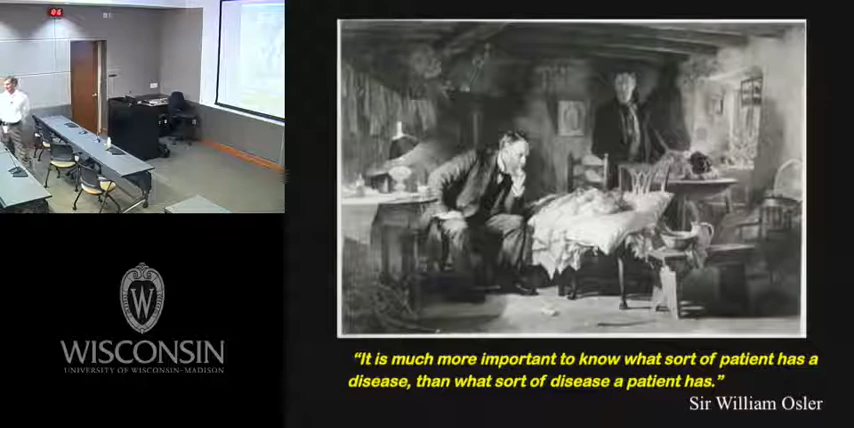 WISCONSIN
UNIVERSITY OF WISCONSIN–MADISON
“It is much more important to know what sort of patient has a
disease, than what sort of disease a patient has.”
Sir William Osler